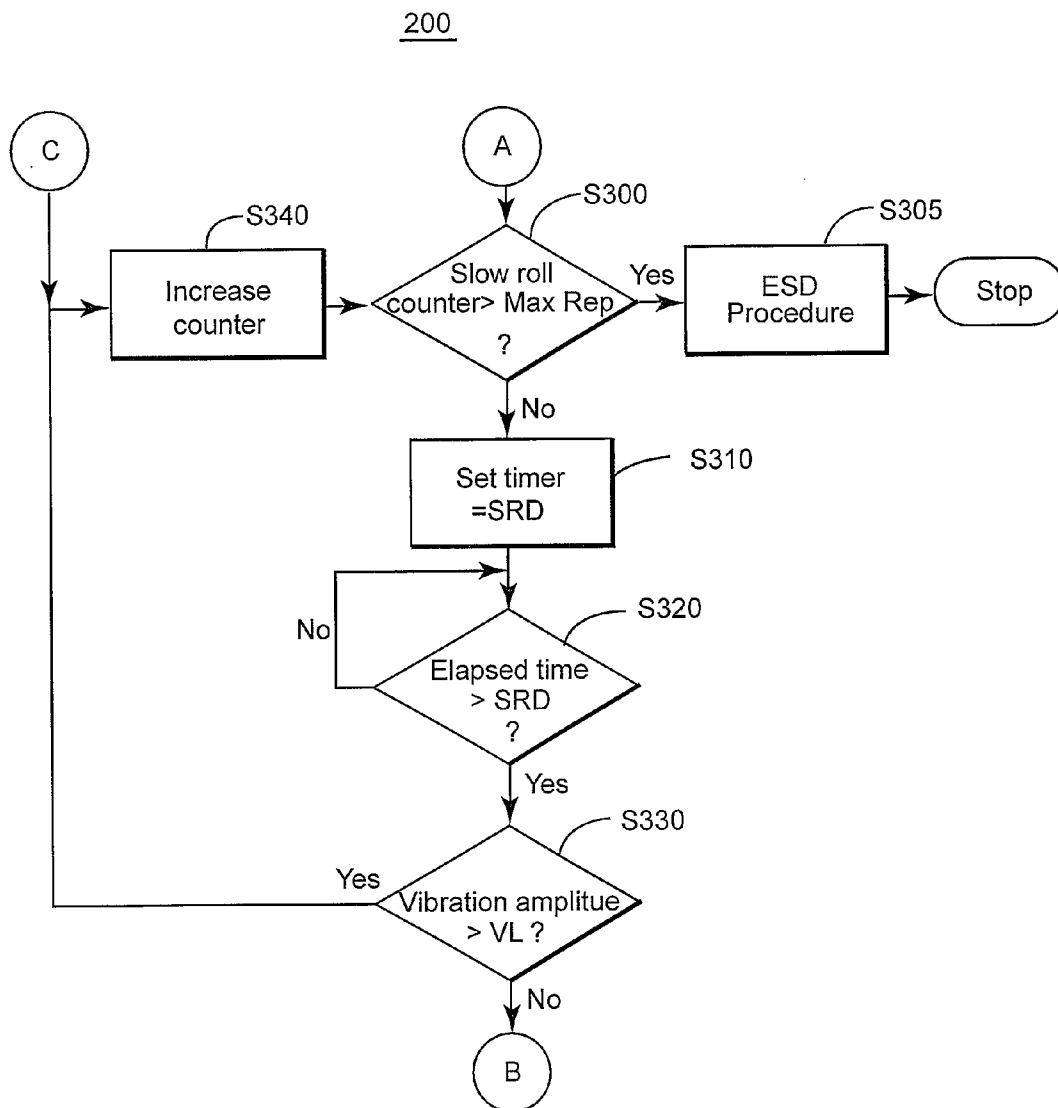 200
C
A
S340
S300
S305
Increase
counter
Slow roll
counter> Max Rep
?
Yes
ESD
Procedure
Stop
No
S310
Set timer
=SRD
S320
No
Elapsed time
> SRD
?
Yes
S330
Yes
Vibration amplitue
> VL ?
No
B